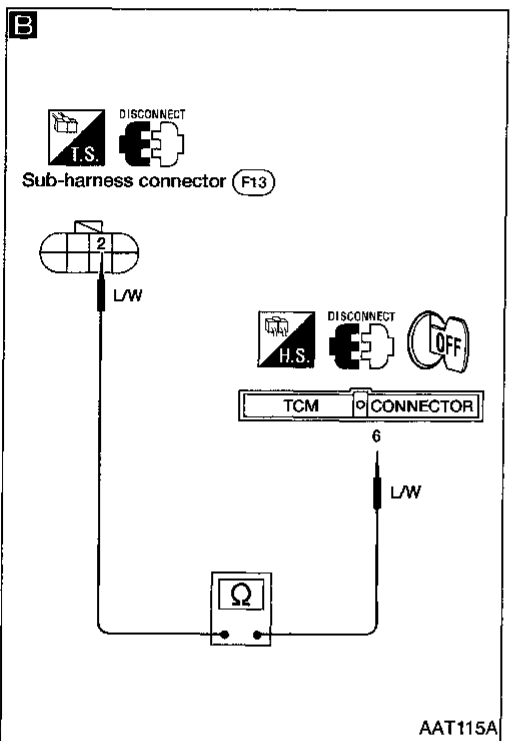 B
DISCONNECT
T.S.
Sub-harness connector F13
2
L/W
DISCONNECT
H.S.
OFF
TCM CONNECTOR
6
L/W
Ω
AAT115A